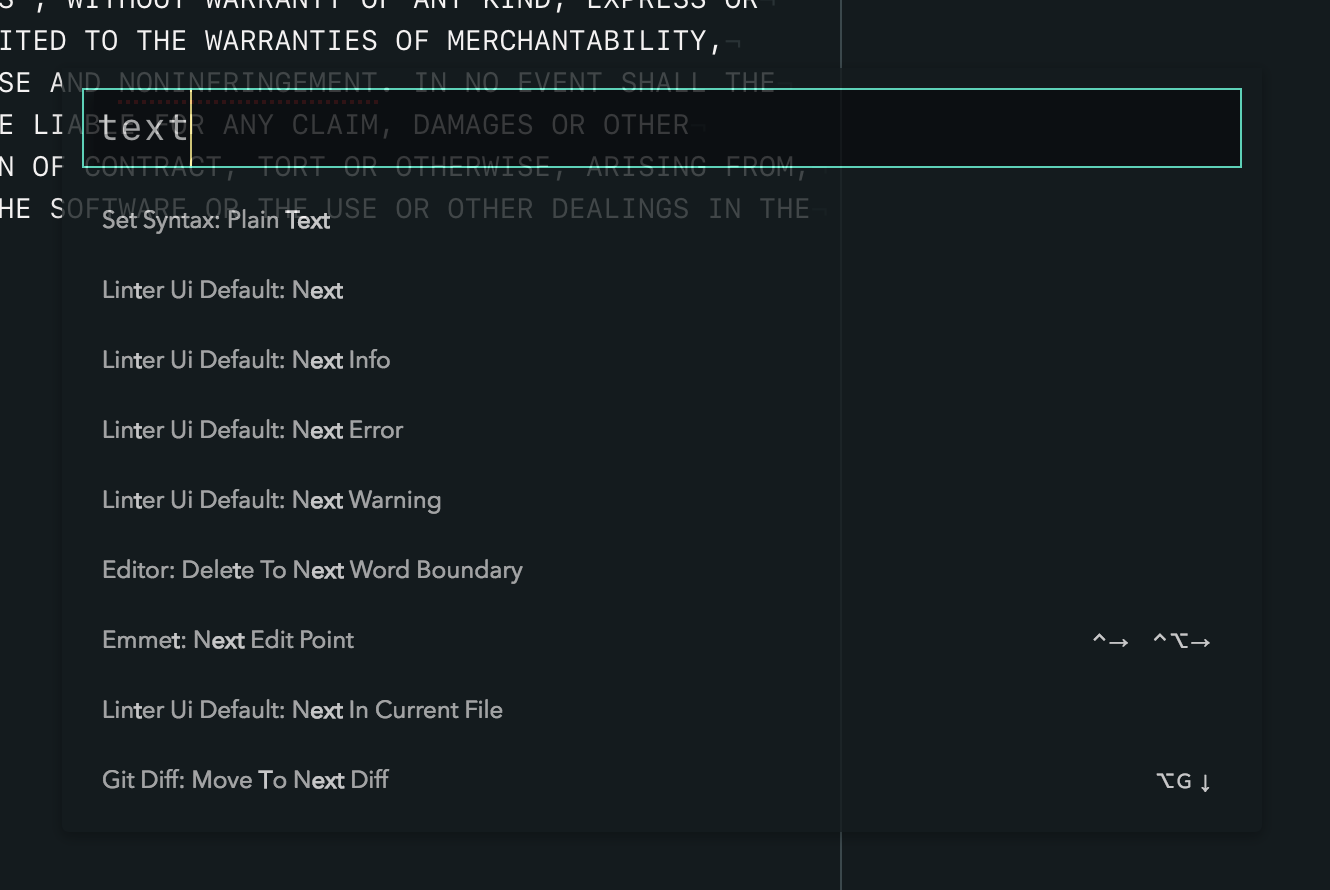 S", WITHOUT WARRANTY OF ANY KIND, EXPRESS OR¬
ITED TO THE WARRANTIES OF MERCHANTABILITY,¬
SE AND NONINFRINGEMENT. IN NO EVENT SHALL THE¬
E LIABLE FOR ANY CLAIM, DAMAGES OR OTHER¬
text
N OF CONTRACT, TORT OR OTHERWISE, ARISING FROM,
HE SOFTWARE OR THE USE OR OTHER DEALINGS IN THE¬
Set Syntax: Plain Text
Linter Ui Default: Next
Linter Ui Default: Next Info
Linter Ui Default: Next Error
Linter Ui Default: Next Warning
Editor: Delete To Next Word Boundary
Emmet: Next Edit Point ^→ ^⌥→
Linter Ui Default: Next In Current File
Git Diff: Move To Next Diff ⌥G ↓